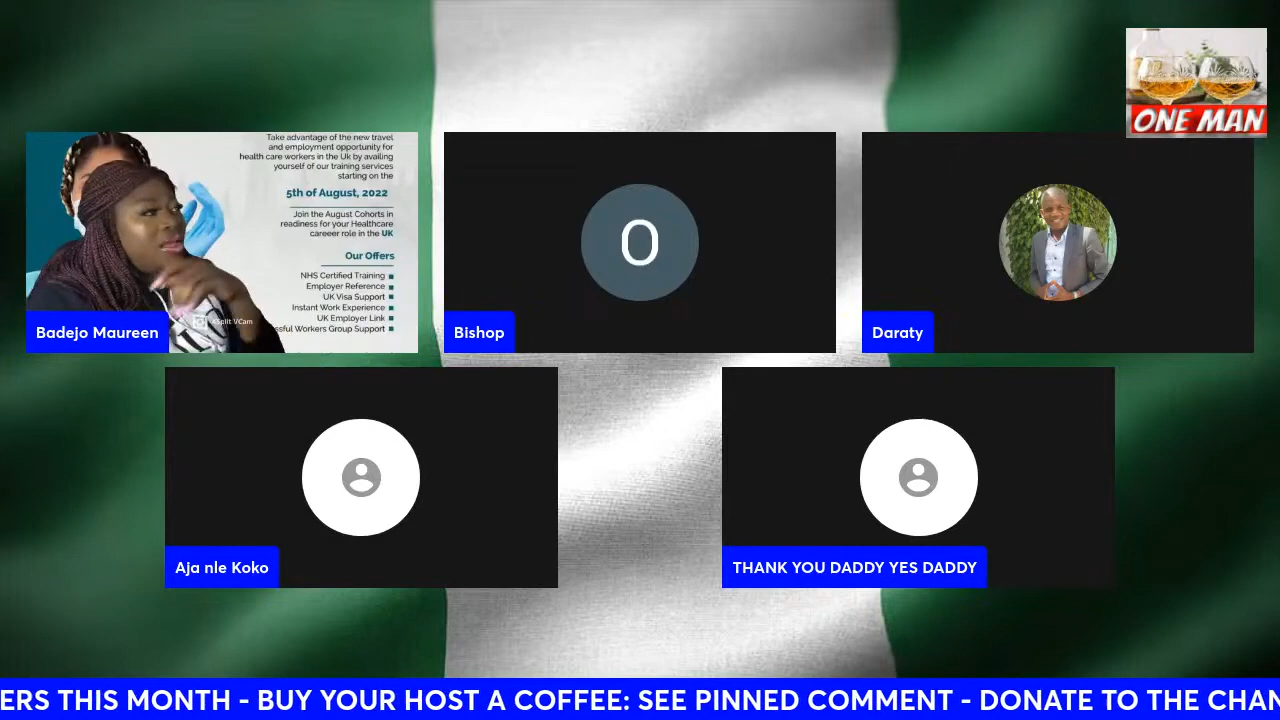 ONE MAN
Take advantage of the new travel
and employment opportunity for
health care workers in the Uk by availing
yourself of our training services
starting on the
5th of August, 2022
Join the August Cohorts in
readiness for your Healthcare
careeer role in the UK
Our Offers
NHS Certified Training
Employer Reference
UK Visa Support
Instant Work Experience
UK Employer Link
Workers Group Support
XSplit VCam
Badejo Maureen
O
Bishop
Daraty
Aja nle Koko
THANK YOU DADDY YES DADDY
THIS MONTH - BUY YOUR HOST A COFFEE: SEE PINNED COMMENT - DONATE TO THE